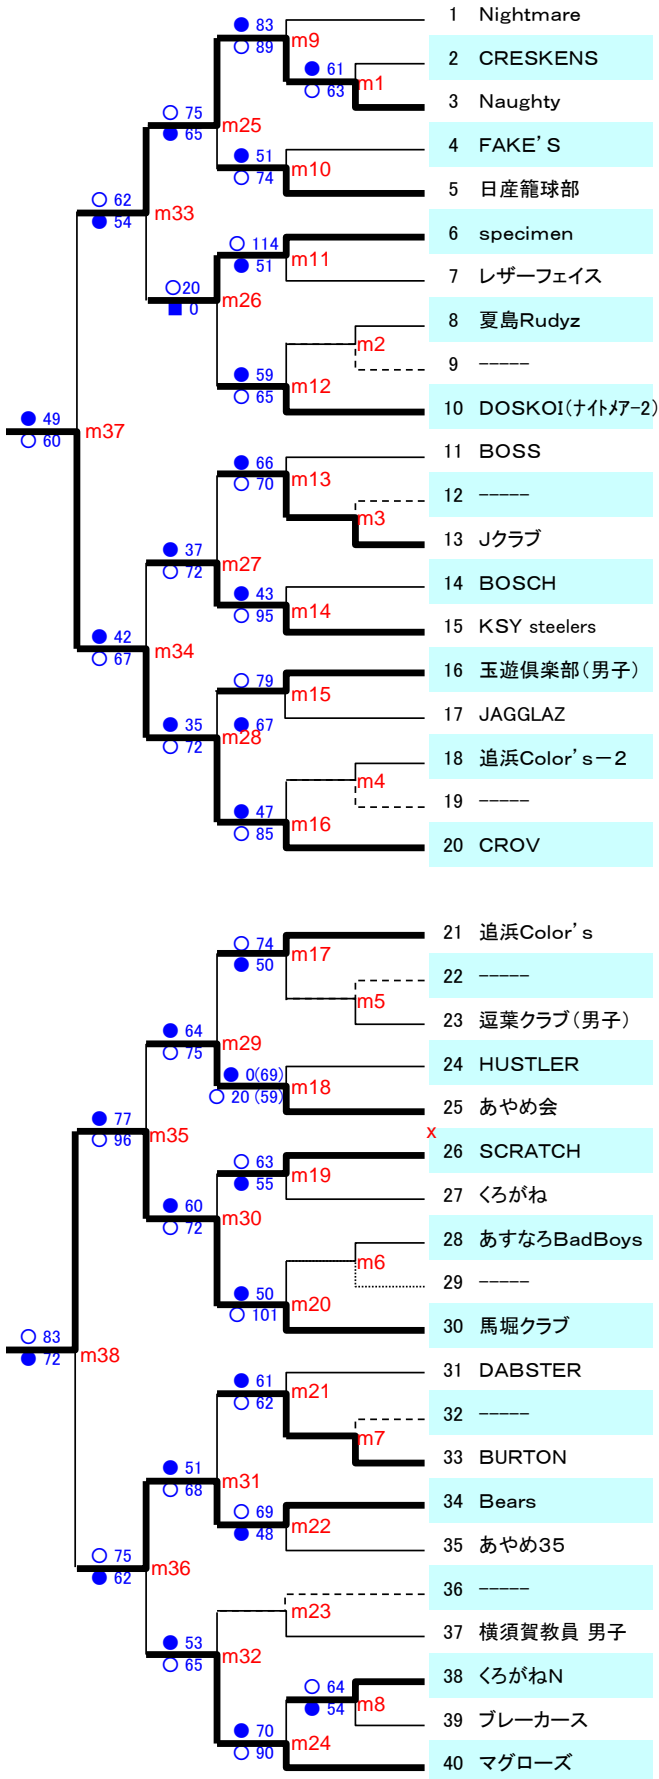 ● 83
1 Nightmare
○ 89
m9
● 61
2 CRESKENS
○ 63
m1
3 Naughty
○ 75
● 65
m25
● 51
4 FAKE'S
○ 74
m10
5 日産籠球部
○ 62
● 54
m33
○ 114
6 specimen
● 51
m11
7 レザーフェイス
○20
■ 0
m26
8 夏島Rudyz
m2
9 -----
● 59
○ 65
m12
10 DOSKOI(ナイトメアー2)
● 49
○ 60
m37
● 66
11 BOSS
○ 70
m13
12 -----
m3
13 Jクラブ
● 37
○ 72
m27
● 43
14 BOSCH
○ 95
m14
15 KSY steelers
● 42
○ 67
m34
○ 79
16 玉遊倶楽部(男子)
m15
● 67
17 JAGGLAZ
● 35
○ 72
m28
18 追浜Color's-2
m4
19 -----
● 47
○ 85
m16
20 CROV
○ 74
21 追浜Color's
● 50
m17
22 -----
m5
23 逗葉クラブ(男子)
● 64
○ 75
m29
● 0(69)
24 HUSTLER
○ 20 (59)
m18
25 あやめ会
● 77
○ 96
m35
x
○ 63
26 SCRATCH
● 55
m19
27 くろがね
● 60
○ 72
m30
28 あすなろBadBoys
m6
29 -----
● 50
○ 101
m20
30 馬堀クラブ
○ 83
● 72
m38
● 61
31 DABSTER
○ 62
m21
32 -----
m7
33 BURTON
● 51
○ 68
m31
○ 69
34 Bears
● 48
m22
35 あやめ35
○ 75
● 62
m36
36 -----
m23
37 横須賀教員 男子
● 53
○ 65
m32
○ 64
38 くろがねN
● 54
m8
39 ブレーカース
● 70
○ 90
m24
40 マグローズ